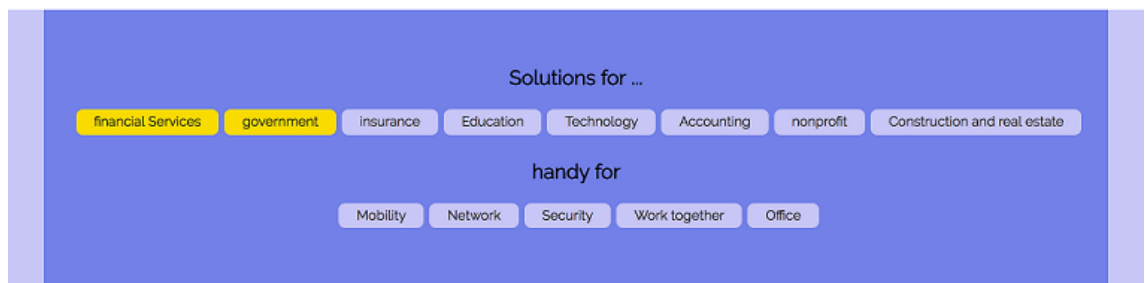 Solutions for ...
financial Services government insurance Education Technology Accounting nonprofit Construction and real estate
handy for
Mobility Network Security Work together Office